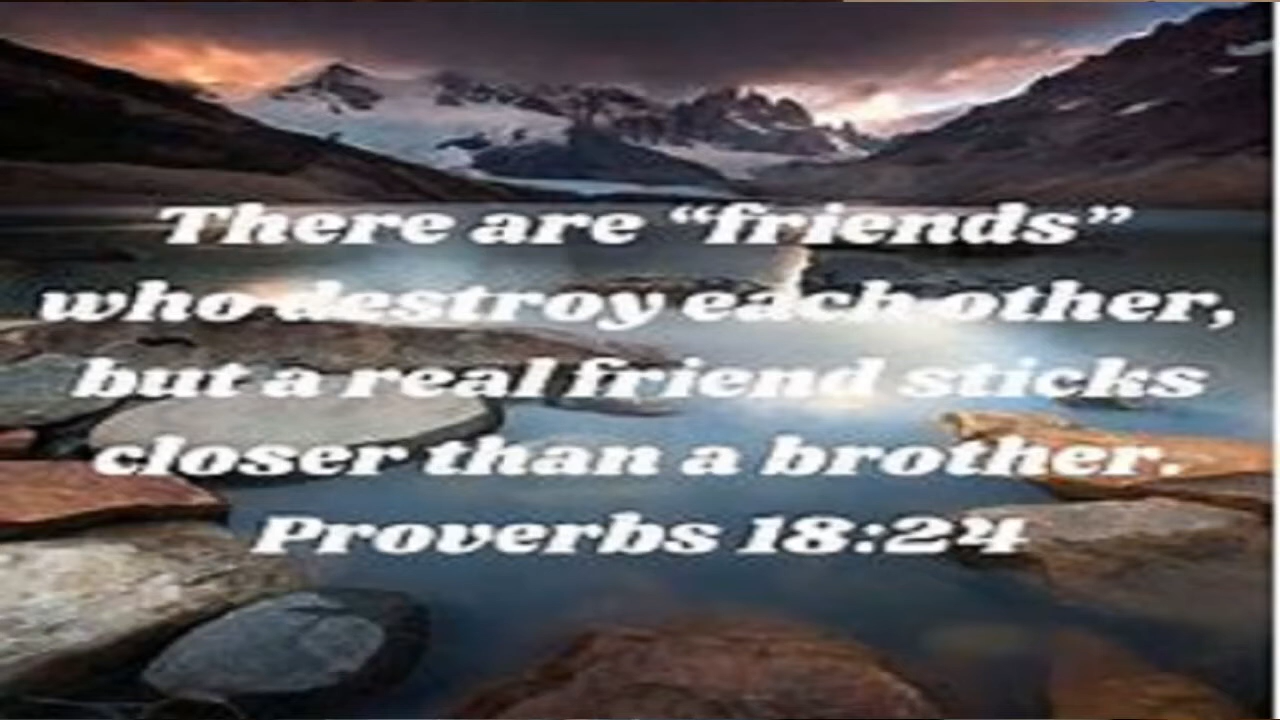 There are “friends”
who destroy each other,
but a real friend sticks
closer than a brother.
Proverbs 18:24